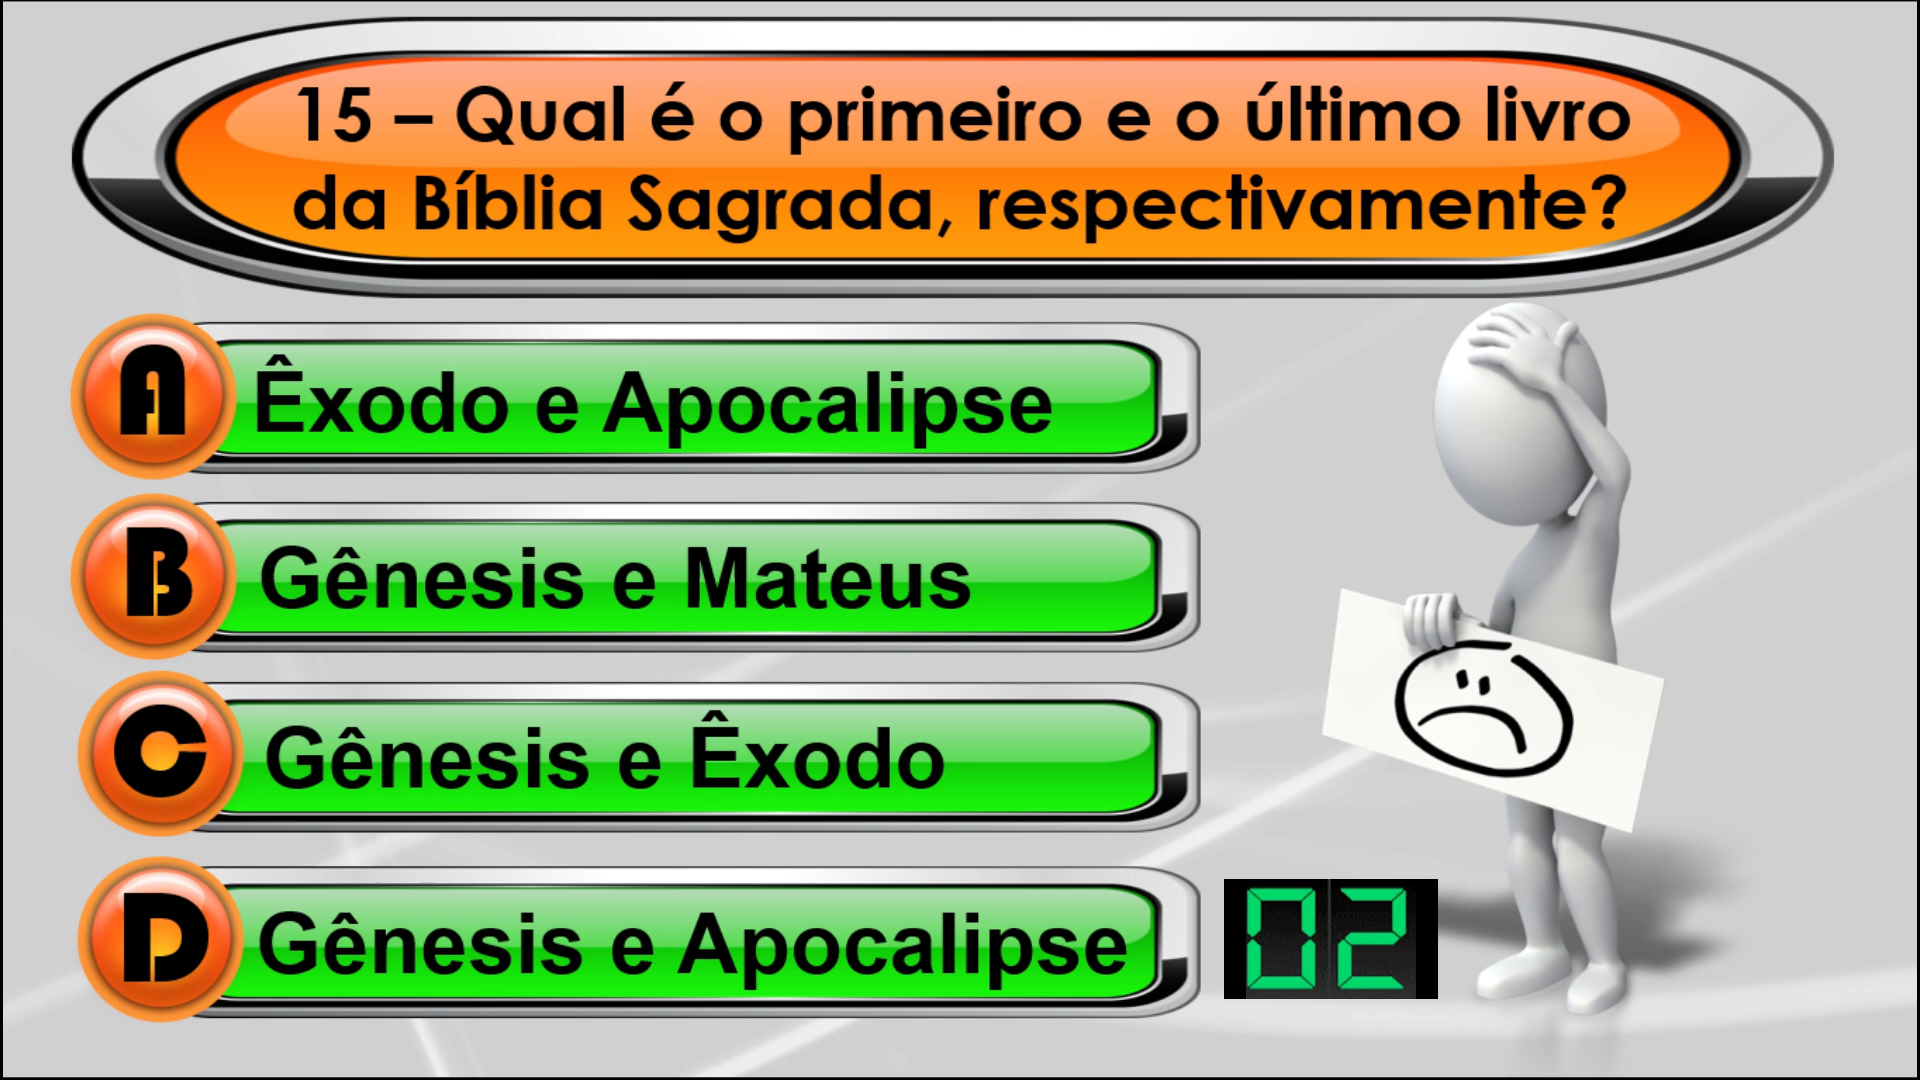 15 – Qual é o primeiro e o último livro
da Bíblia Sagrada, respectivamente?
A Êxodo e Apocalipse
B Gênesis e Mateus
C Gênesis e Êxodo
D Gênesis e Apocalipse
02